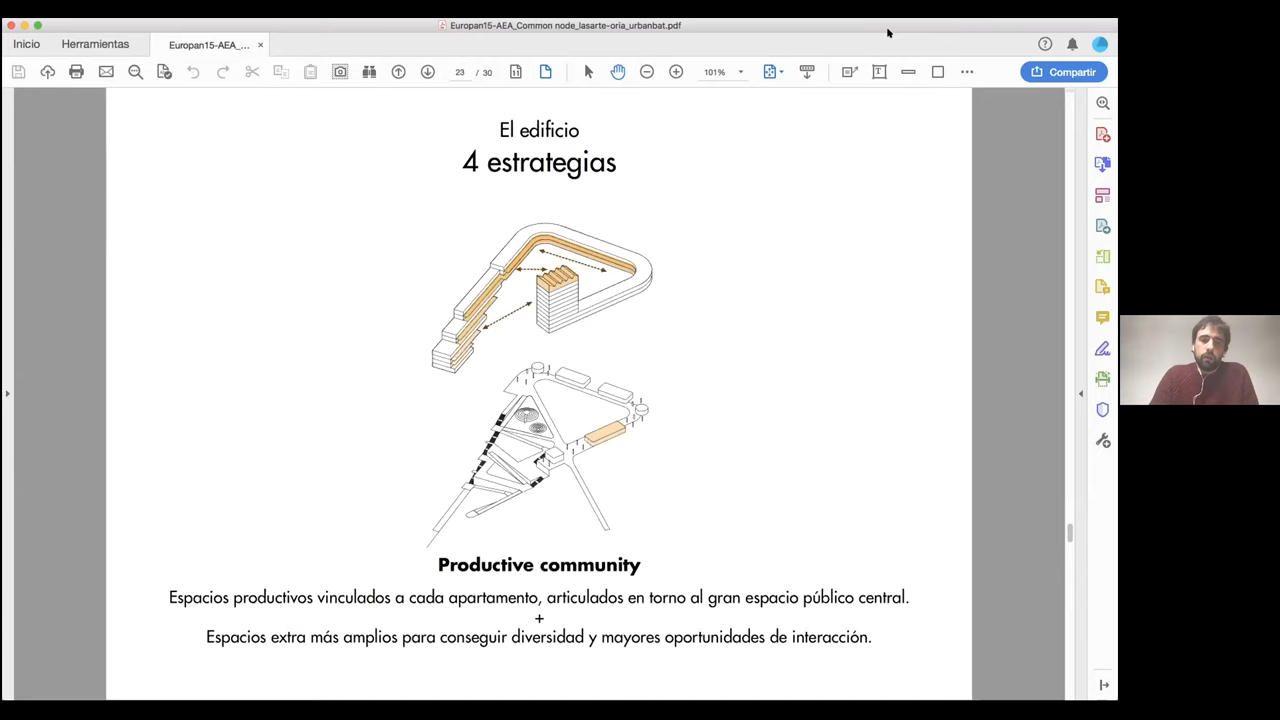 Europan15-AEA_Common node_lasarte-oria_urbanbat.pdf
Inicio
Herramientas
Europan15-AEA_...
23 / 30
101%
Compartir
El edificio
4 estrategias
Productive community
Espacios productivos vinculados a cada apartamento, articulados en torno al gran espacio público central.
+
Espacios extra más amplios para conseguir diversidad y mayores oportunidades de interacción.